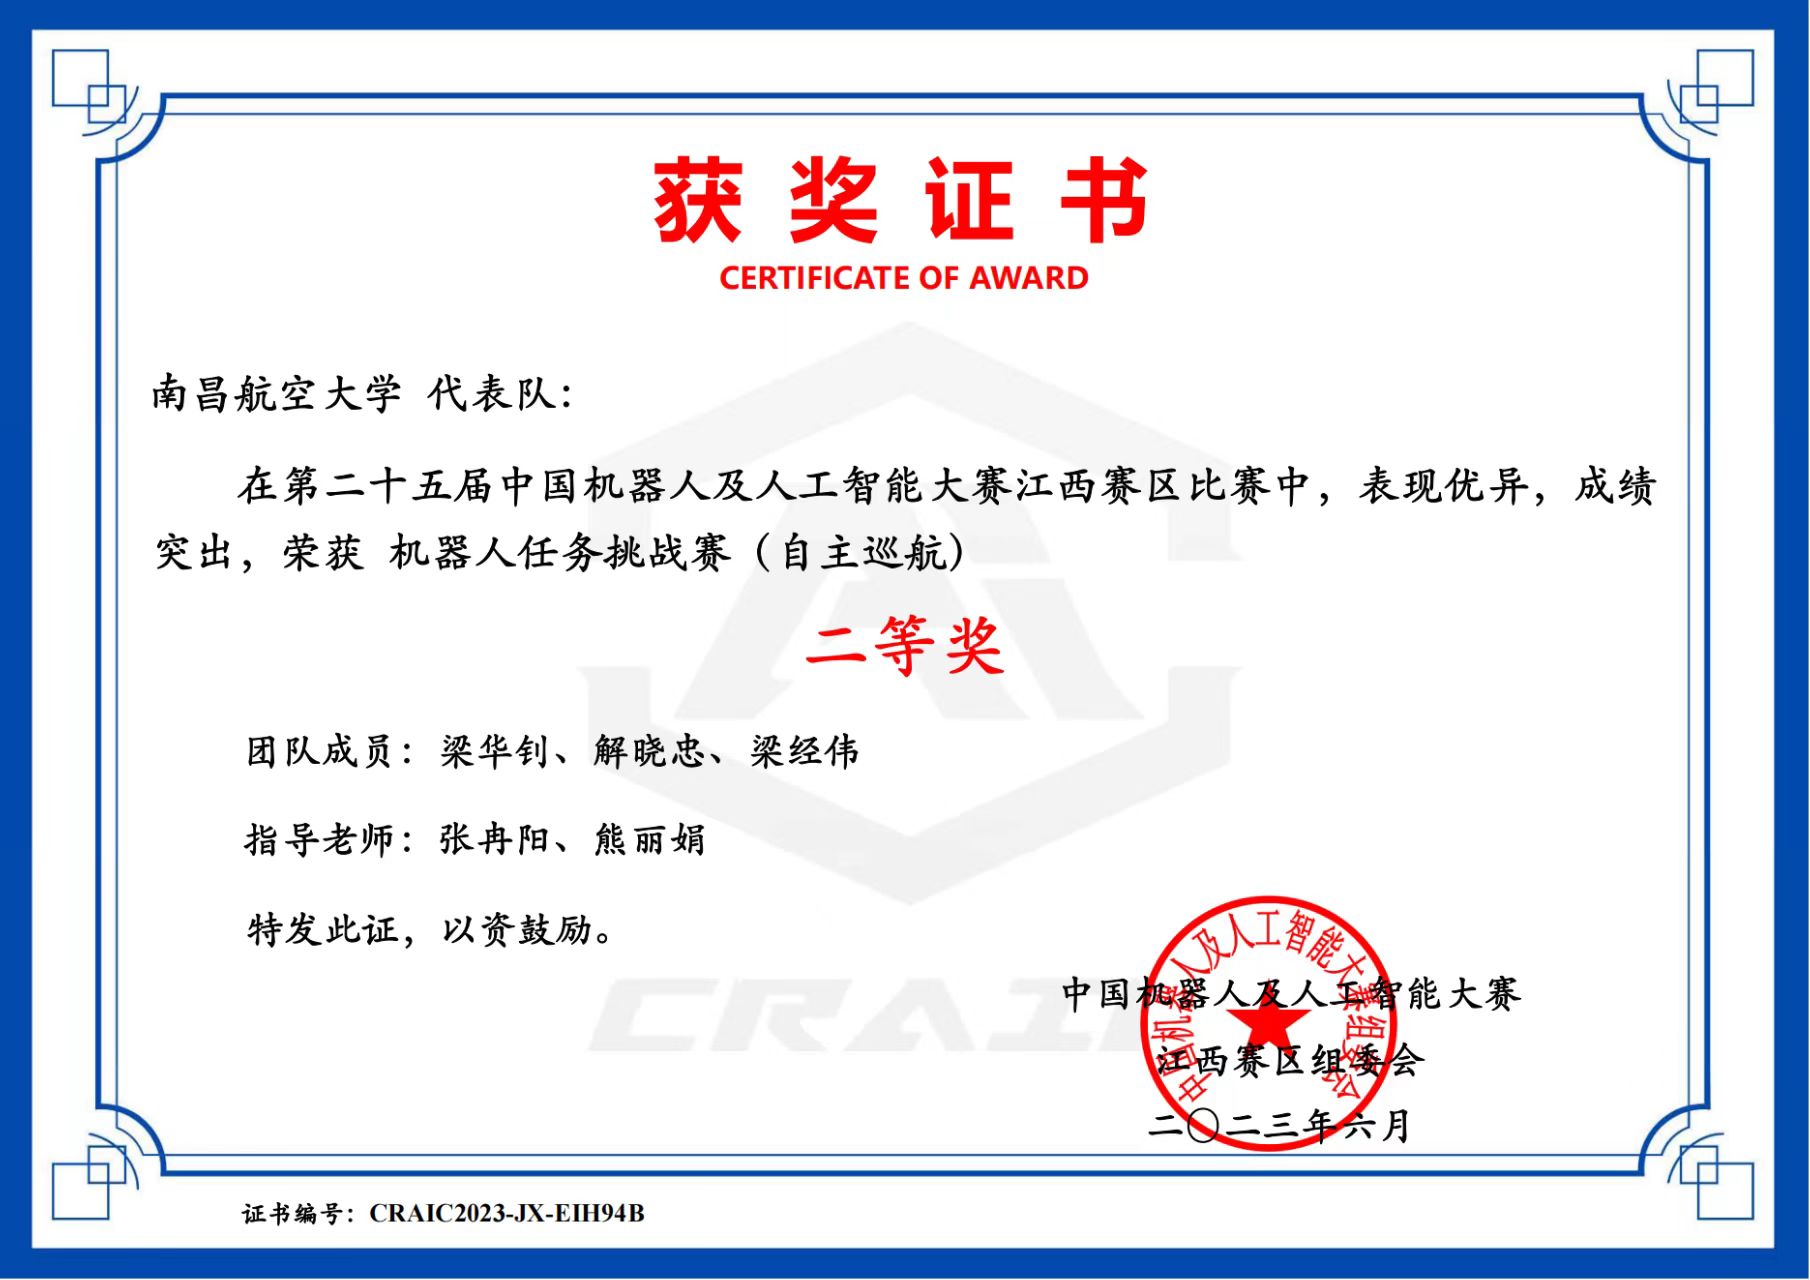 获奖证书
CERTIFICATE OF AWARD
南昌航空大学 代表队：
在第二十五届中国机器人及人工智能大赛江西赛区比赛中，表现优异，成绩
突出，荣获 机器人任务挑战赛（自主巡航）
二等奖
团队成员：梁华钊、解晓忠、梁经伟
指导老师：张冉阳、熊丽娟
特发此证，以资鼓励。
中国机器人及人工智能大赛
江西赛区组委会
二〇二三年六月
中国机器人及人工智能大赛组委会
证书编号：CRAIC2023-JX-EIH94B
AI
CRAIC